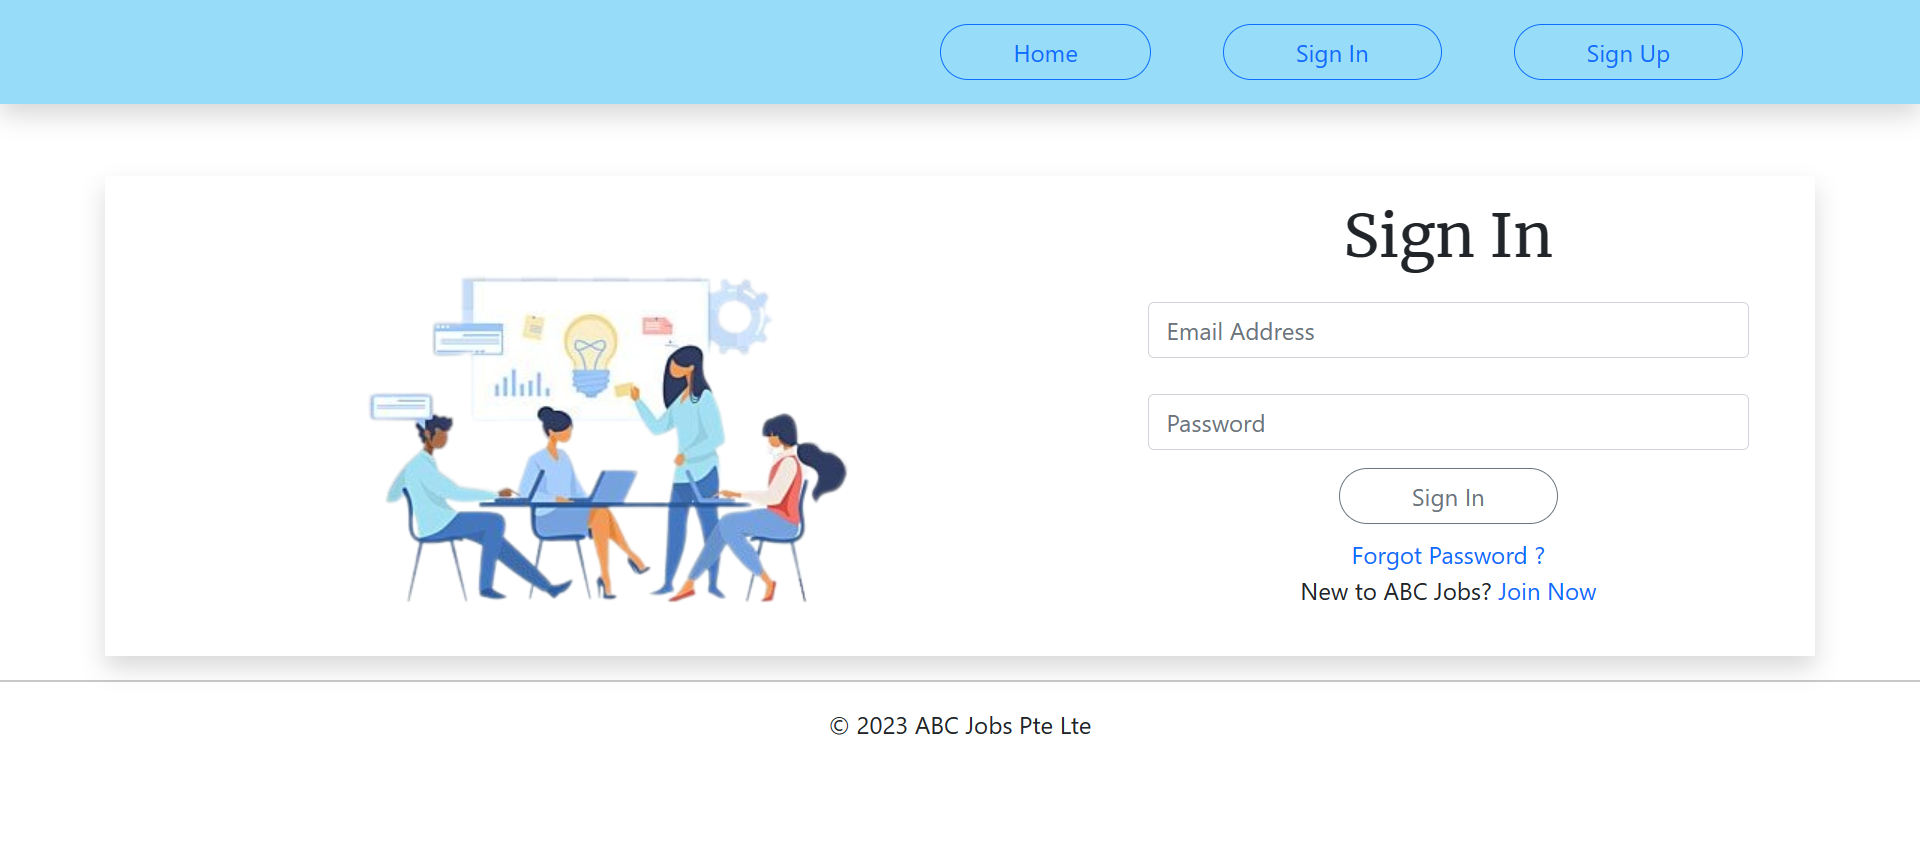 Home Sign In Sign Up
Sign In
Email Address
Password
Sign In
Forgot Password ?
New to ABC Jobs? Join Now
© 2023 ABC Jobs Pte Lte